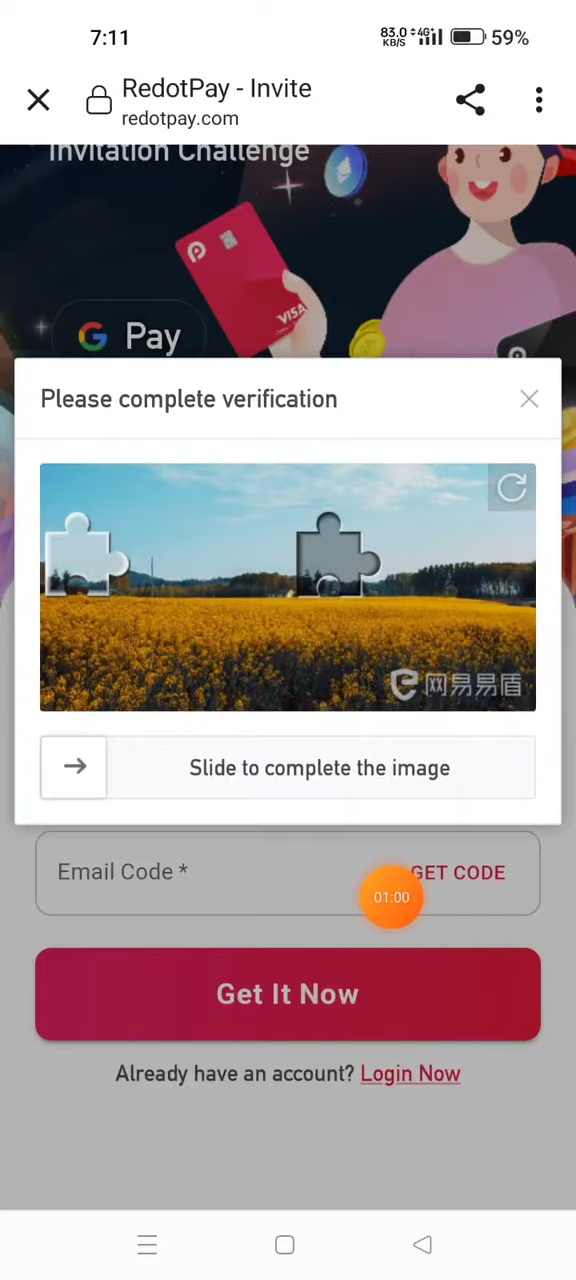 7:11
83.0 KB/S 4G+ 59%
RedotPay - Invite
redotpay.com
Invitation Challenge
G Pay
VISA
Please complete verification
网易易盾
Slide to complete the image
Email Code *
GET CODE
01:00
Get It Now
Already have an account? Login Now